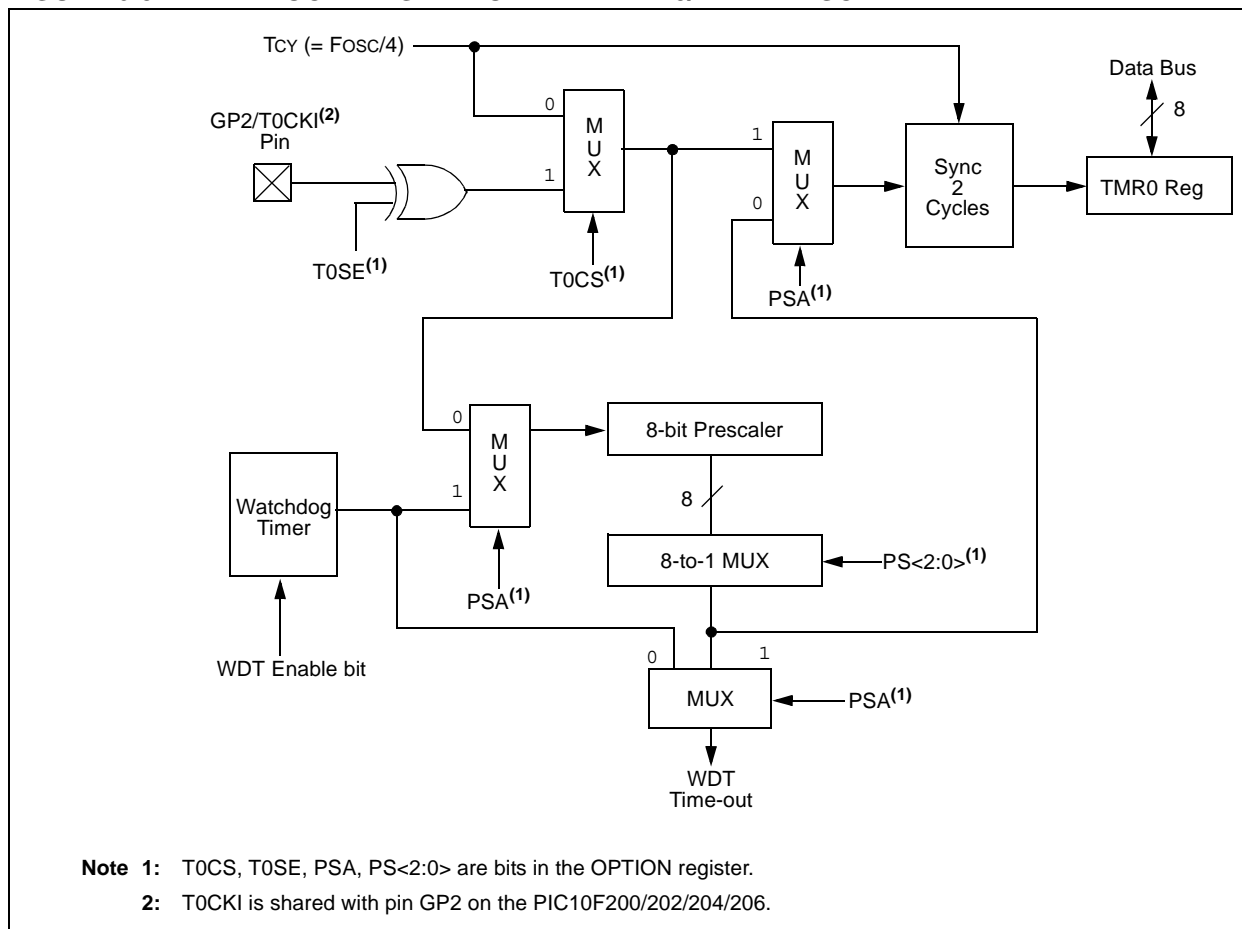 TCY (= FOSC/4)
Data Bus
8
GP2/T0CKI(2)
Pin
0
1
M
U
X
1
0
M
U
X
Sync
2
Cycles
TMR0 Reg
T0SE(1)
T0CS(1)
PSA(1)
0
1
M
U
X
8-bit Prescaler
Watchdog
Timer
8
8-to-1 MUX
PS<2:0>(1)
PSA(1)
WDT Enable bit
0
1
MUX
PSA(1)
WDT
Time-out
Note 1: T0CS, T0SE, PSA, PS<2:0> are bits in the OPTION register.
2: T0CKI is shared with pin GP2 on the PIC10F200/202/204/206.